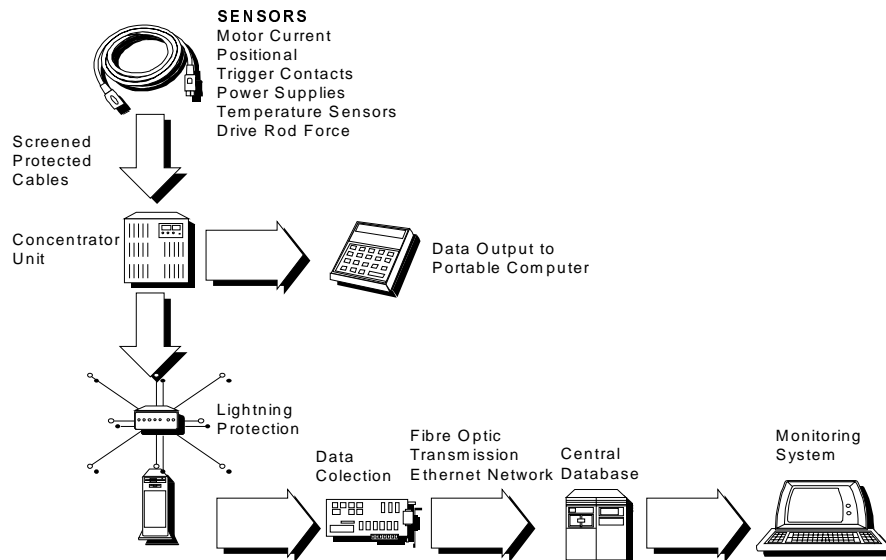 SENSORS
Motor Current
Positional
Trigger Contacts
Power Supplies
Temperature Sensors
Drive Rod Force
Screened
Protected
Cables
Concentrator
Unit
Data Output to
Portable Computer
Lightning
Protection
Data
Colection
Fibre Optic
Transmission
Ethernet Network
Central
Database
Monitoring
System